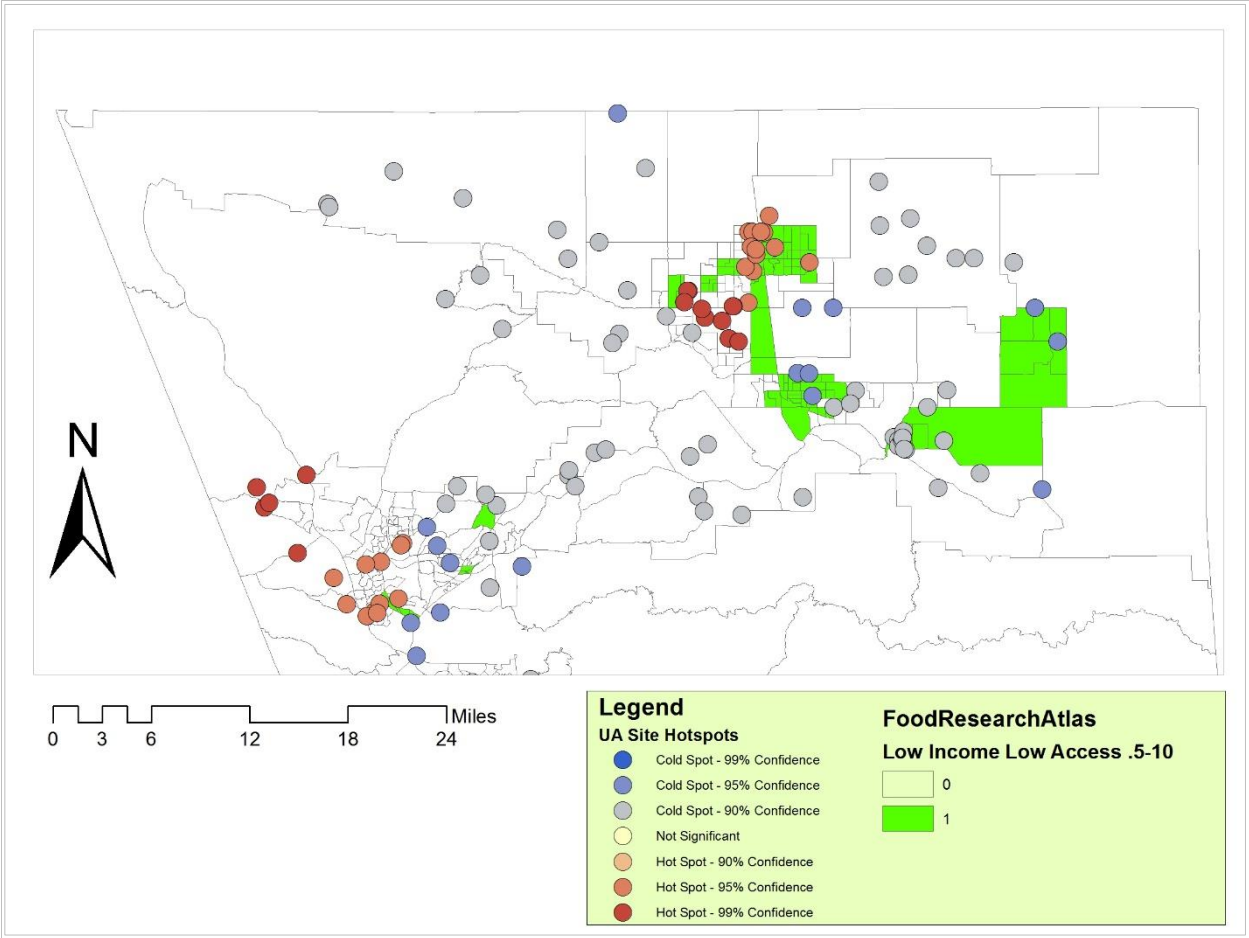 N
Miles
0 3 6 12 18 24
Legend
UA Site Hotspots
Cold Spot - 99% Confidence
Cold Spot - 95% Confidence
Cold Spot - 90% Confidence
Not Significant
Hot Spot - 90% Confidence
Hot Spot - 95% Confidence
Hot Spot - 99% Confidence
FoodResearchAtlas
Low Income Low Access .5-10
0
1